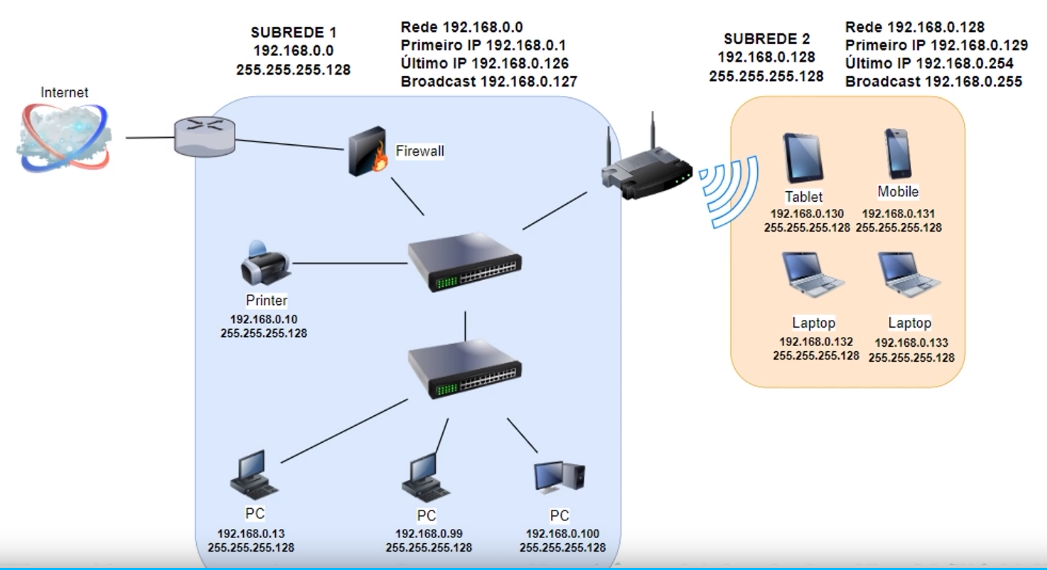 SUBREDE 1
192.168.0.0
255.255.255.128
Rede 192.168.0.0
Primeiro IP 192.168.0.1
Último IP 192.168.0.126
Broadcast 192.168.0.127
SUBREDE 2
192.168.0.128
255.255.255.128
Rede 192.168.0.128
Primeiro IP 192.168.0.129
Último IP 192.168.0.254
Broadcast 192.168.0.255
Internet
Firewall
Tablet
192.168.0.130
255.255.255.128
Mobile
192.168.0.131
255.255.255.128
Printer
192.168.0.10
255.255.255.128
Laptop
192.168.0.132
255.255.255.128
Laptop
192.168.0.133
255.255.255.128
PC
192.168.0.13
255.255.255.128
PC
192.168.0.99
255.255.255.128
PC
192.168.0.100
255.255.255.128